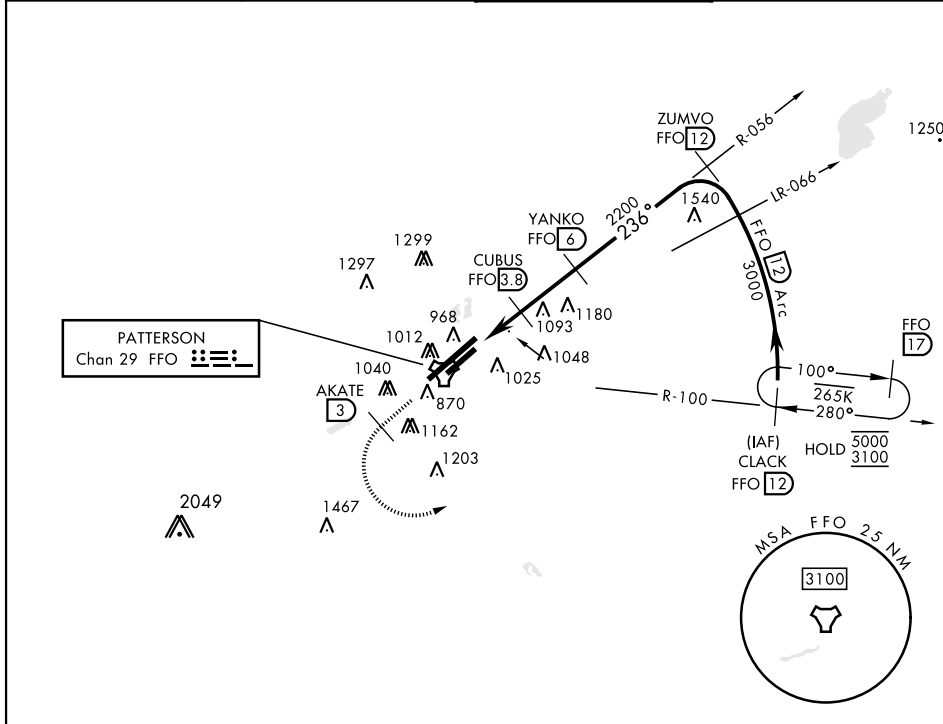 ZUMVO
FFO 12
R-056
1250
LR-066
1540
2200
236°
YANKO
FFO 6
FFO 12 Arc
3000
1299
CUBUS
FFO 3.8
1297
1180
1093
968
PATTERSON
Chan 29 FFO
1012
1048
1025
FFO
17
1040
100°
AKATE
3
870
265K
R-100
280°
1162
(IAF)
CLACK
FFO 12
HOLD 5000
3100
1203
2049
1467
MSA FFO 25 NM
3100